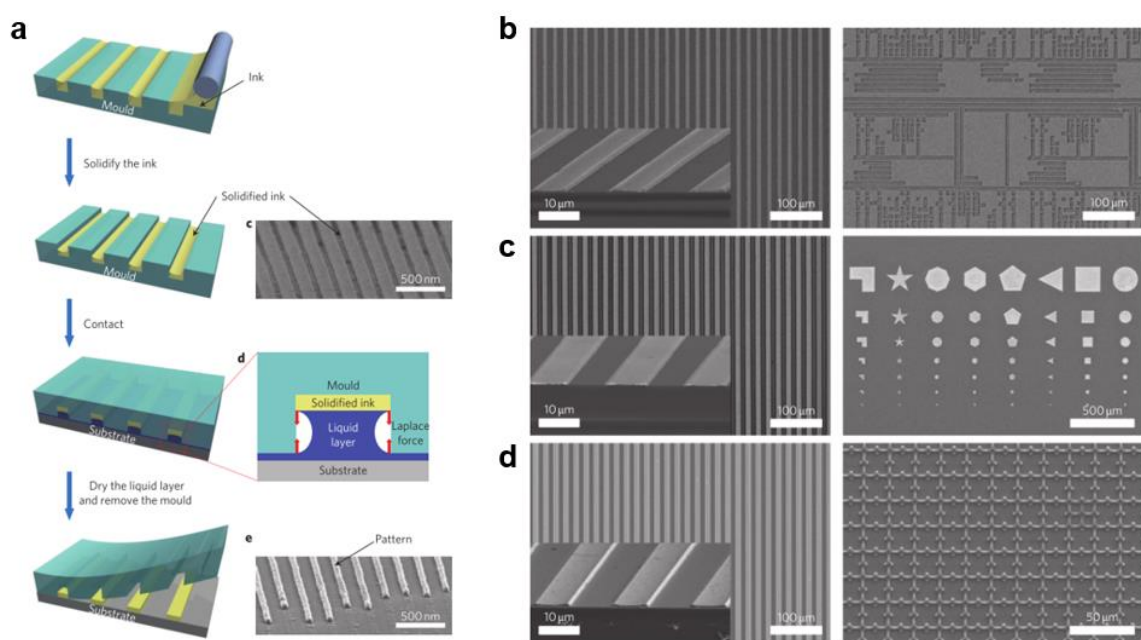 a
Ink
Mould
Solidify the ink
Solidified ink
Mould
c
500 nm
Contact
Substrate
d
Mould
Solidified ink
Liquid
layer
Laplace
force
Substrate
Dry the liquid layer
and remove the mould
Substrate
e
Pattern
500 nm
b
10 µm
100 µm
100 µm
c
10 µm
100 µm
500 µm
d
10 µm
100 µm
50 µm